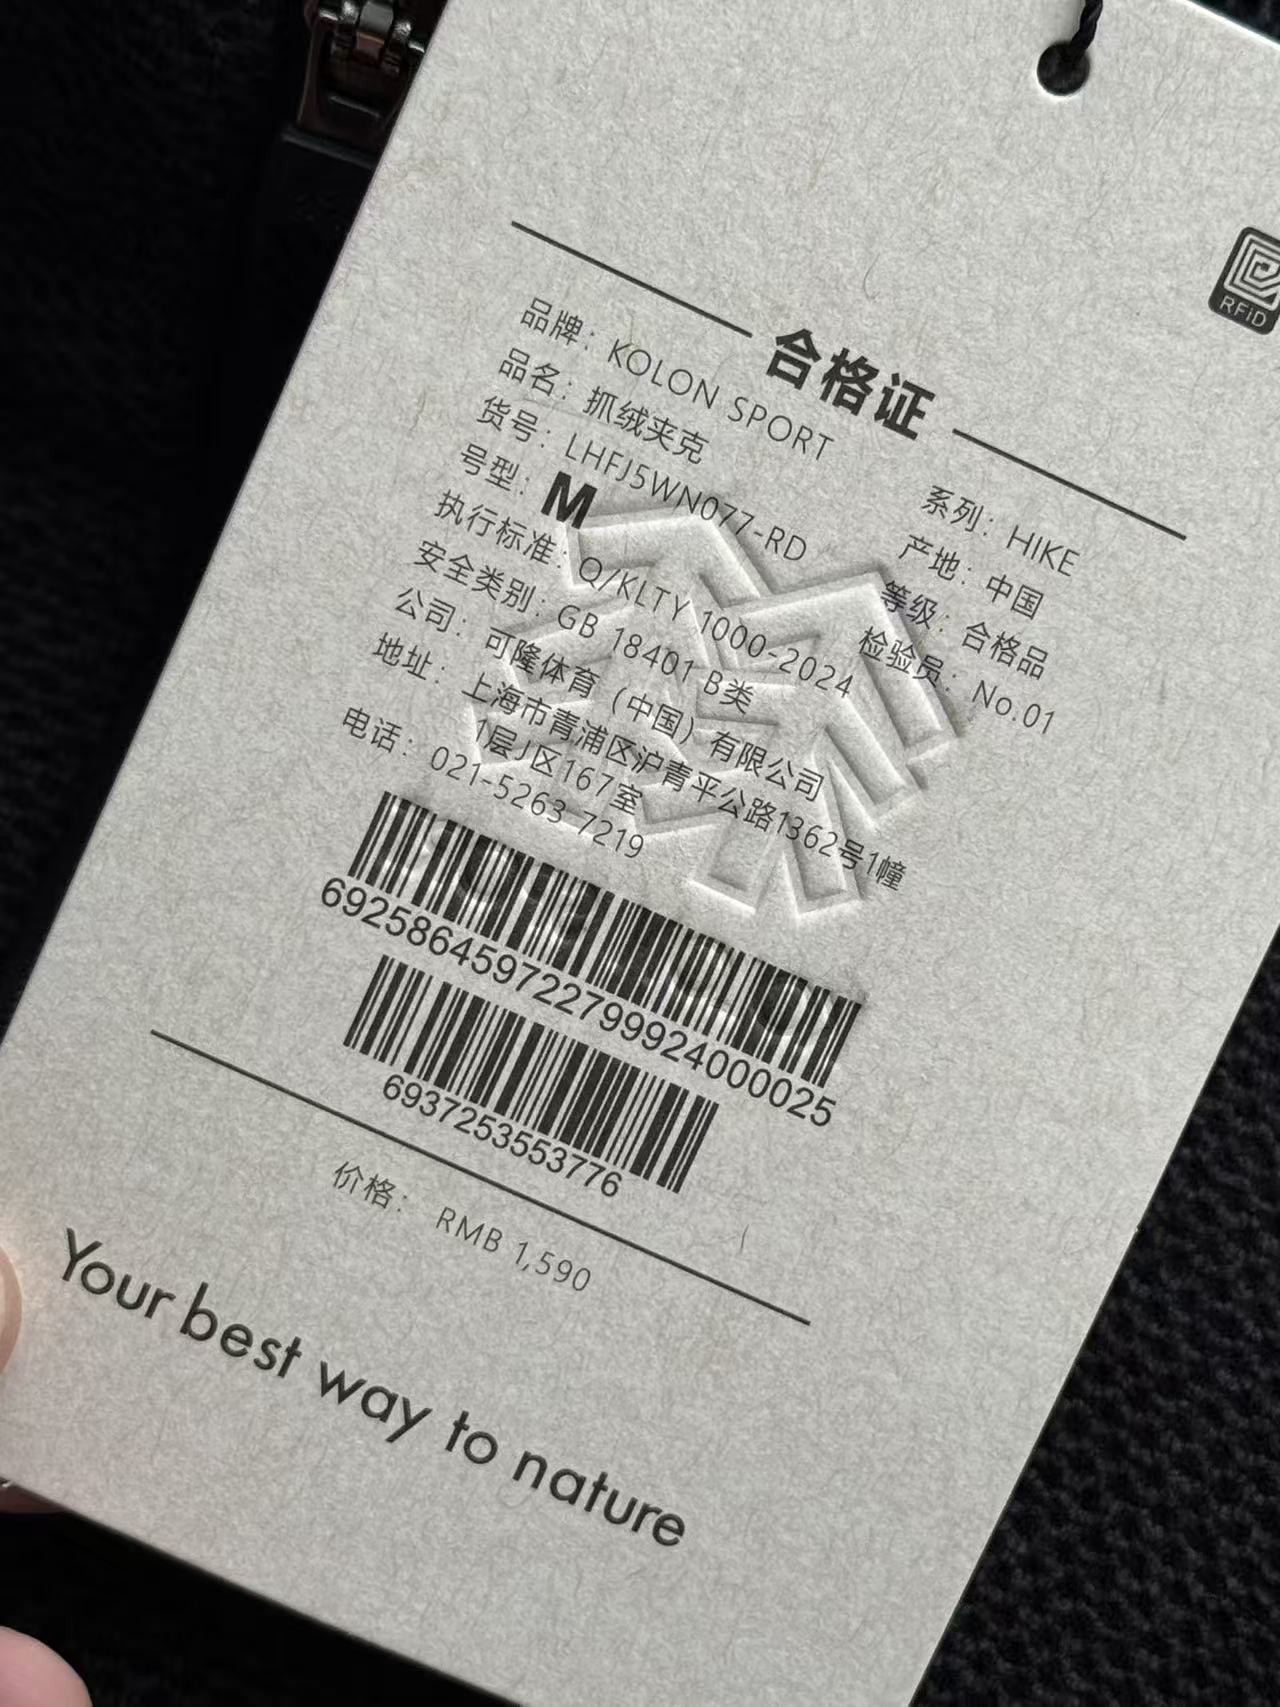 RFiD
合格证
品牌：KOLON SPORT
品名：抓绒夹克 系列：HIKE
货号：LHFJ5WN077-RD 产地：中国
号型：M 等级：合格品
执行标准：Q/KLTY 1000-2024 检验员：No.01
安全类别：GB 18401 B类
公司：可隆体育（中国）有限公司
地址：上海市青浦区沪青平公路1362号1幢
1层J区167室
电话：021-5263 7219
692586459722799924000025
6937253553776
价格：RMB 1,590
Your best way to nature